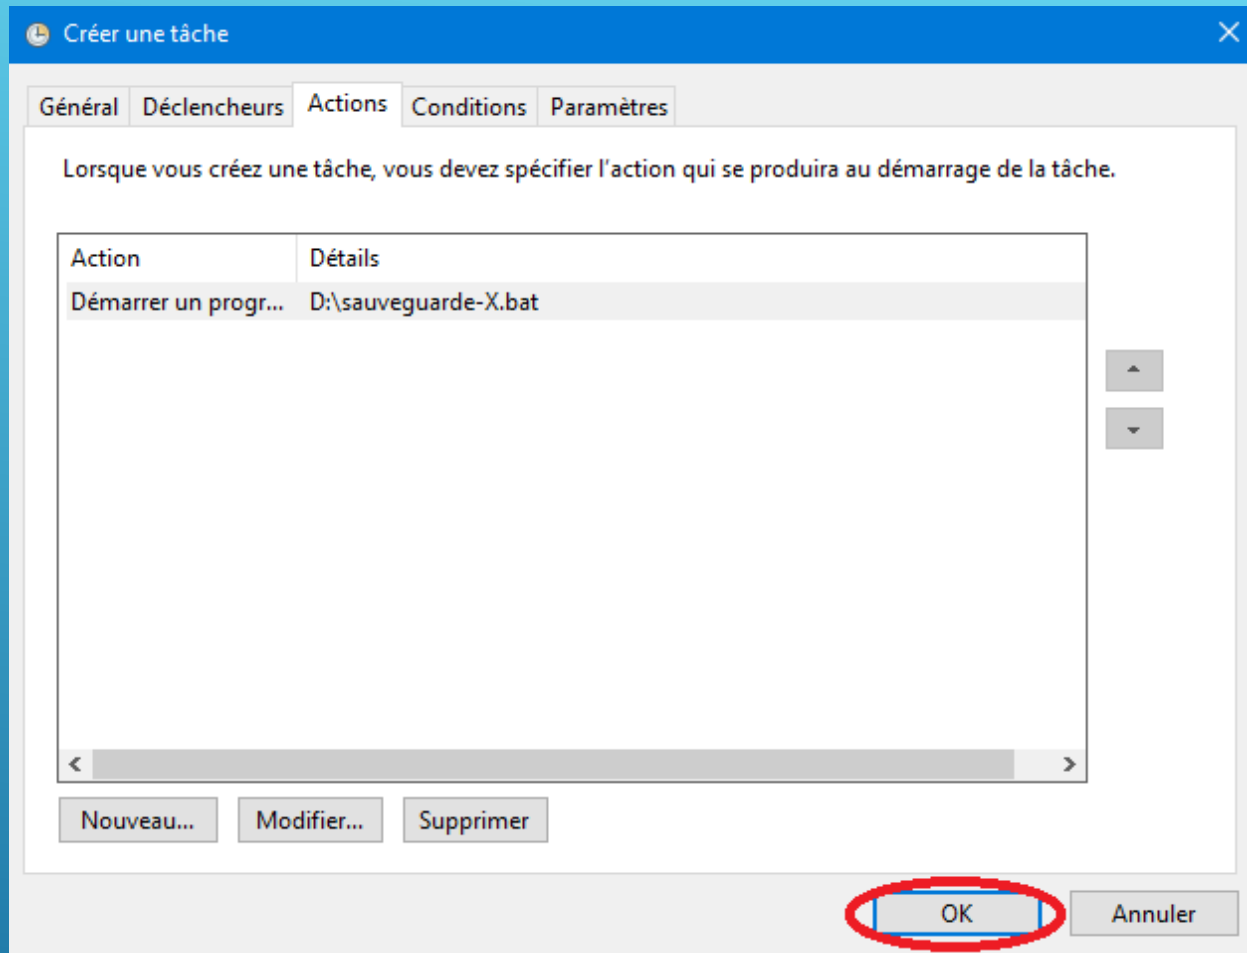 Créer une tâche
Général Déclencheurs Actions Conditions Paramètres
Lorsque vous créez une tâche, vous devez spécifier l'action qui se produira au démarrage de la tâche.
Action Détails
Démarrer un progr... D:\sauveguarde-X.bat
Nouveau... Modifier... Supprimer
OK Annuler